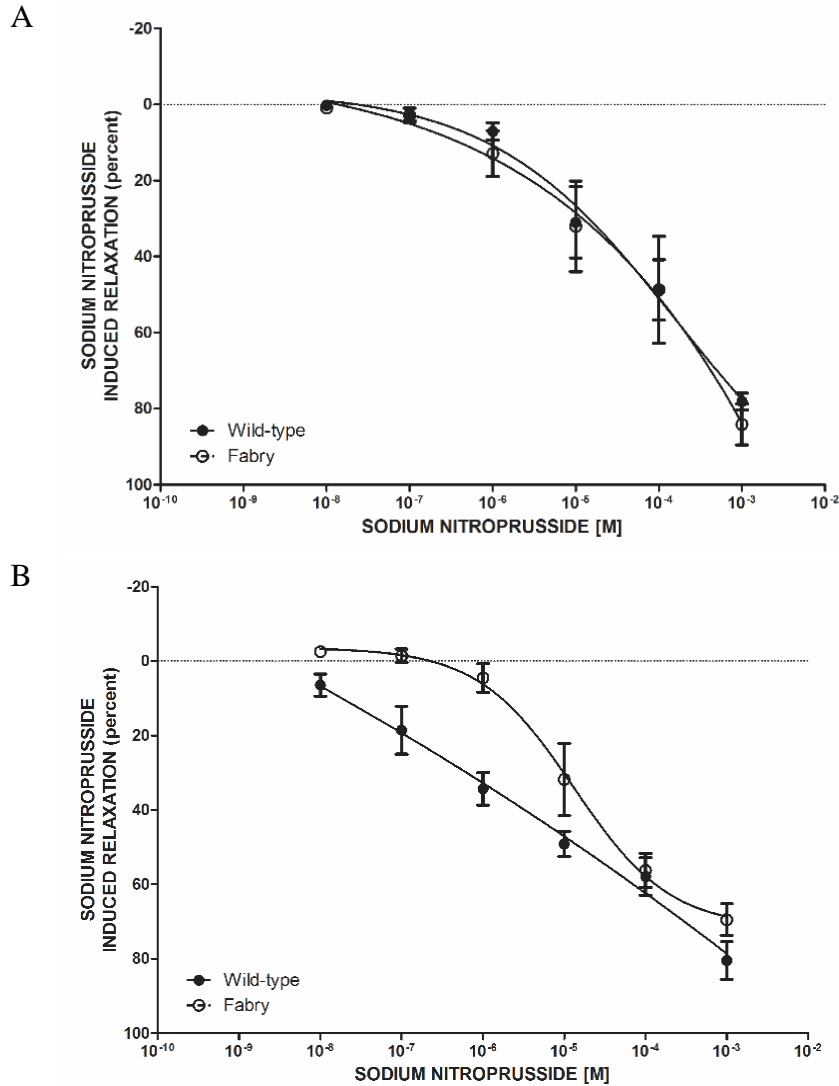 A
SODIUM NITROPRUSSIDE
INDUCED RELAXATION (percent)
-20
0
20
40
60
80
100
Wild-type
Fabry
10⁻¹⁰ 10⁻⁹ 10⁻⁸ 10⁻⁷ 10⁻⁶ 10⁻⁵ 10⁻⁴ 10⁻³ 10⁻²
SODIUM NITROPRUSSIDE [M]
B
SODIUM NITROPRUSSIDE
INDUCED RELAXATION (percent)
-20
0
20
40
60
80
100
Wild-type
Fabry
10⁻¹⁰ 10⁻⁹ 10⁻⁸ 10⁻⁷ 10⁻⁶ 10⁻⁵ 10⁻⁴ 10⁻³ 10⁻²
SODIUM NITROPRUSSIDE [M]